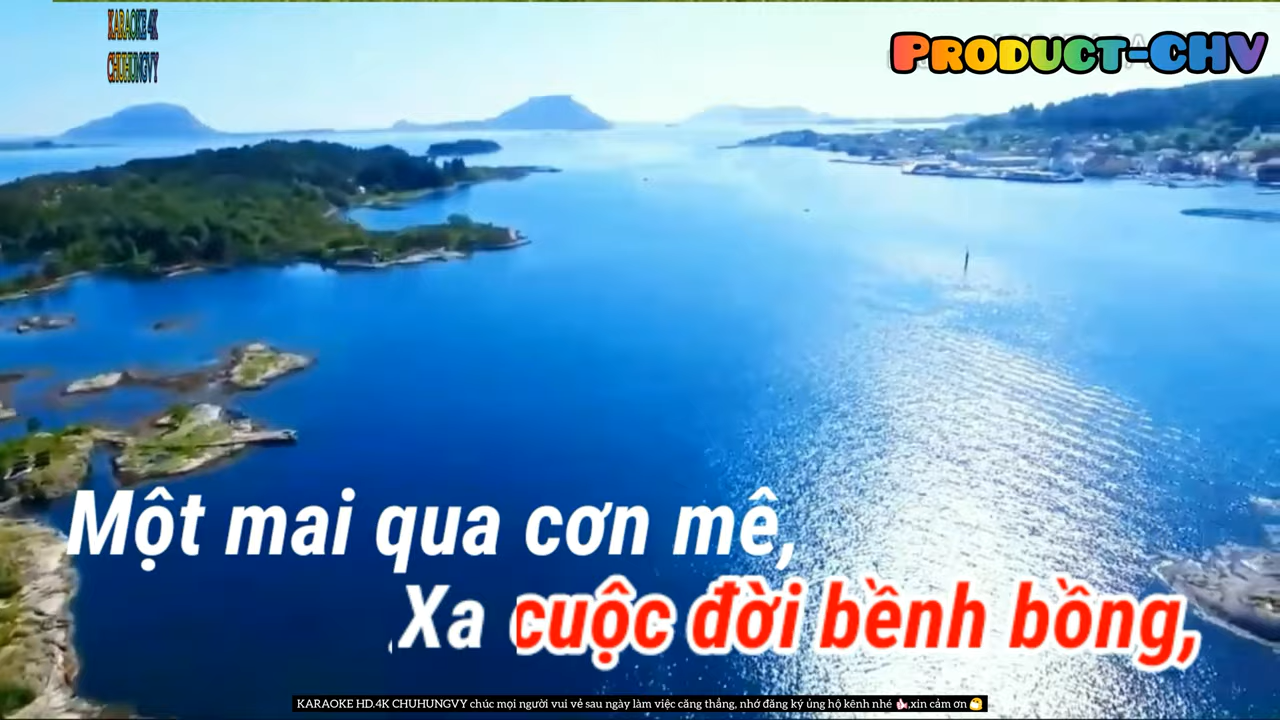 KARAOKE 4K
CHUHUNGVY
PRODUCT-CHV
Một mai qua cơn mê,
Xa cuộc đời bềnh bồng,
KARAOKE HD.4K CHUHUNGVY chúc mọi người vui vẻ sau ngày làm việc căng thẳng, nhớ đăng ký ủng hộ kênh nhé 👍🏻,xin cảm ơn 🤗